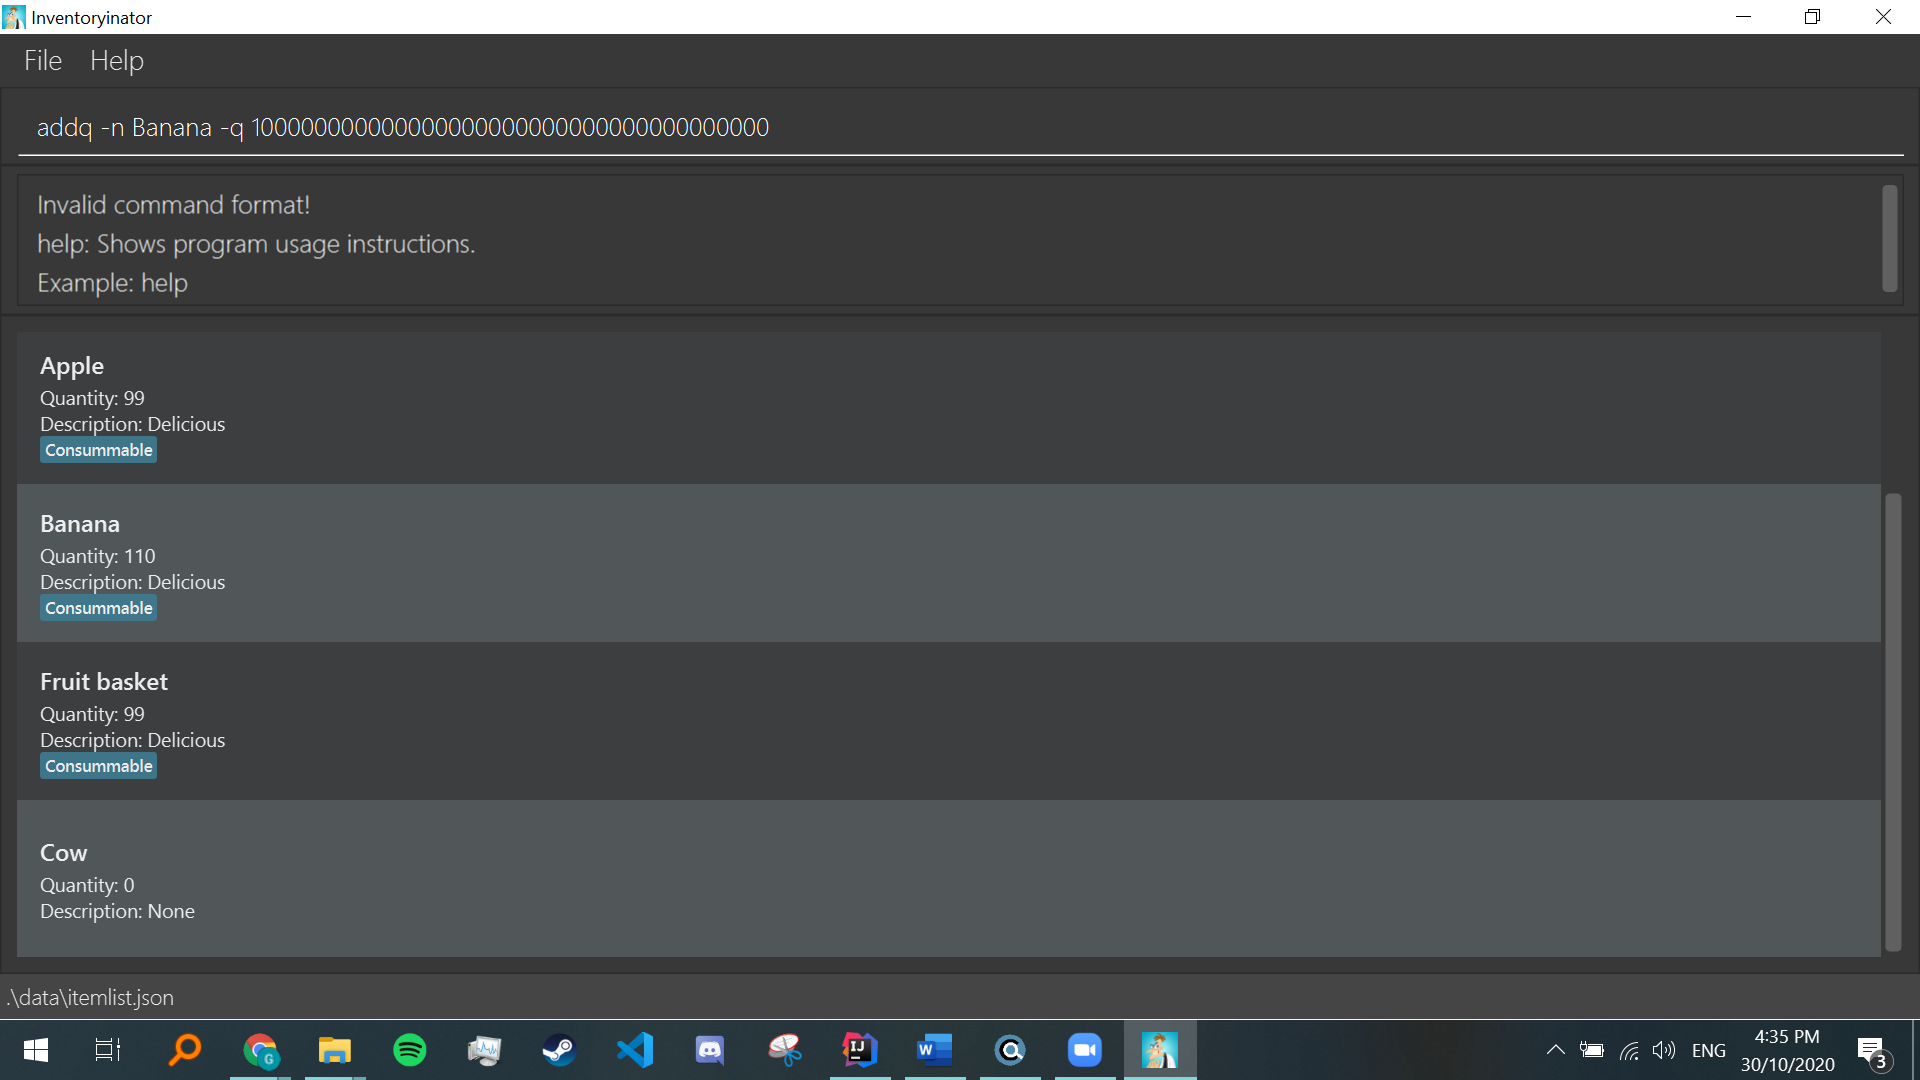 Inventoryinator
File Help
addq -n Banana -q 100000000000000000000000000000000000000
Invalid command format!
help: Shows program usage instructions.
Example: help
Apple
Quantity: 99
Description: Delicious
Consummable
Banana
Quantity: 110
Description: Delicious
Consummable
Fruit basket
Quantity: 99
Description: Delicious
Consummable
Cow
Quantity: 0
Description: None
.\data\itemlist.json
ENG
4:35 PM
30/10/2020
3